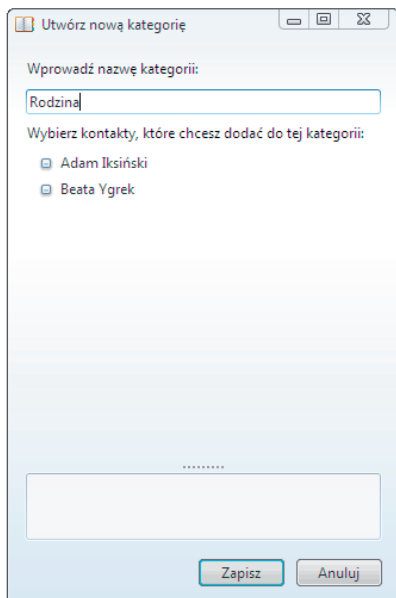 Utwórz nową kategorię
Wprowadź nazwę kategorii:
Rodzina
Wybierz kontakty, które chcesz dodać do tej kategorii:
Adam Iksiński
Beata Ygrek
Zapisz
Anuluj